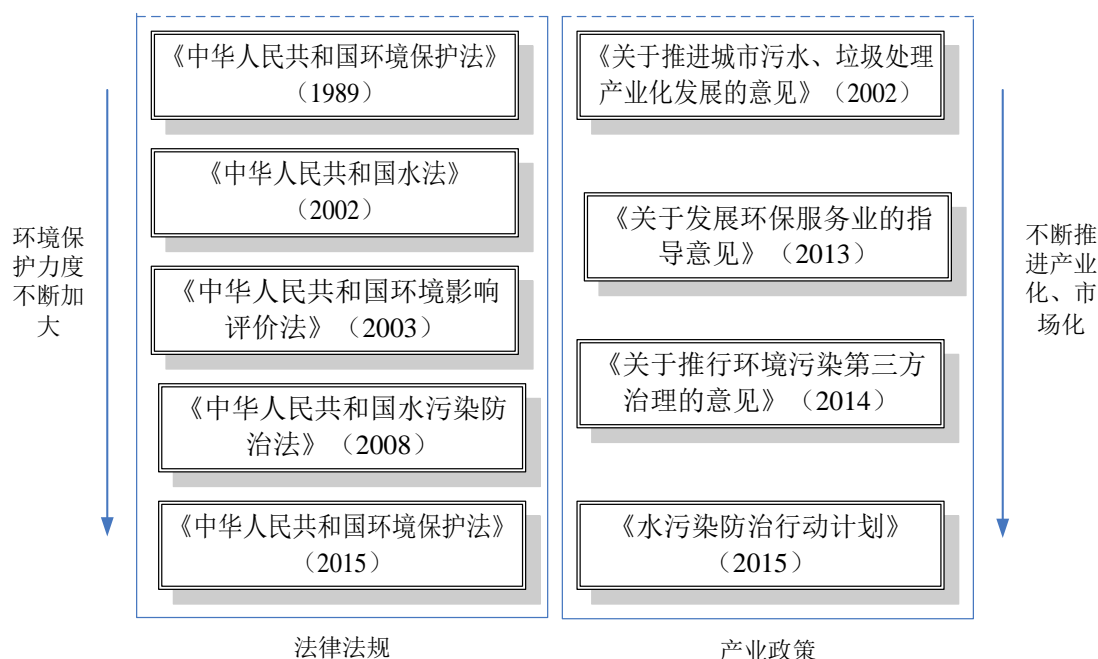 环境保
护力度
不断加
大
《中华人民共和国环境保护法》
（1989）
《中华人民共和国水法》
（2002）
《中华人民共和国环境影响
评价法》（2003）
《中华人民共和国水污染防
治法》（2008）
《中华人民共和国环境保护法》
（2015）
法律法规
《关于推进城市污水、垃圾处理
产业化发展的意见》（2002）
《关于发展环保服务业的指
导意见》（2013）
《关于推行环境污染第三方
治理的意见》（2014）
《水污染防治行动计划》
（2015）
产业政策
不断推
进产业
化、市
场化